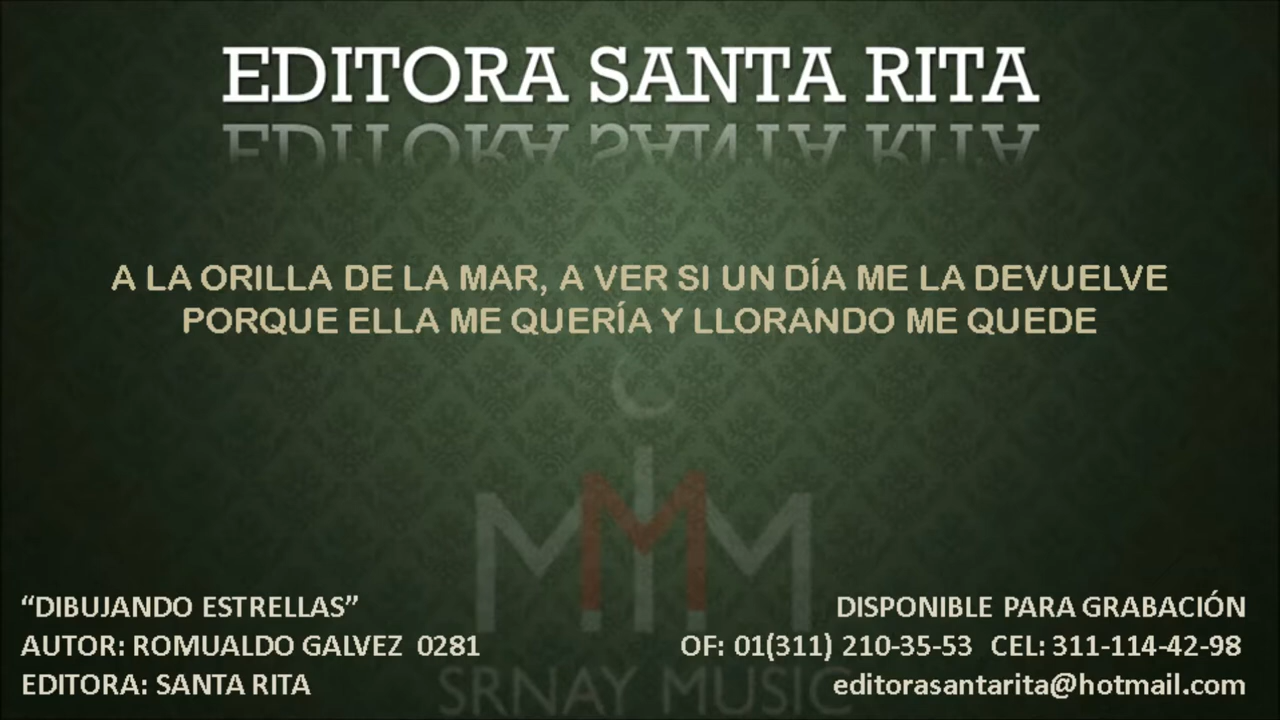 EDITORA SANTA RITA
A LA ORILLA DE LA MAR, A VER SI UN DÍA ME LA DEVUELVE
PORQUE ELLA ME QUERÍA Y LLORANDO ME QUEDE
“DIBUJANDO ESTRELLAS”
AUTOR: ROMUALDO GALVEZ 0281
EDITORA: SANTA RITA
DISPONIBLE PARA GRABACIÓN
OF: 01(311) 210-35-53 CEL: 311-114-42-98
editorasantarita@hotmail.com
SRNAY MUSIC